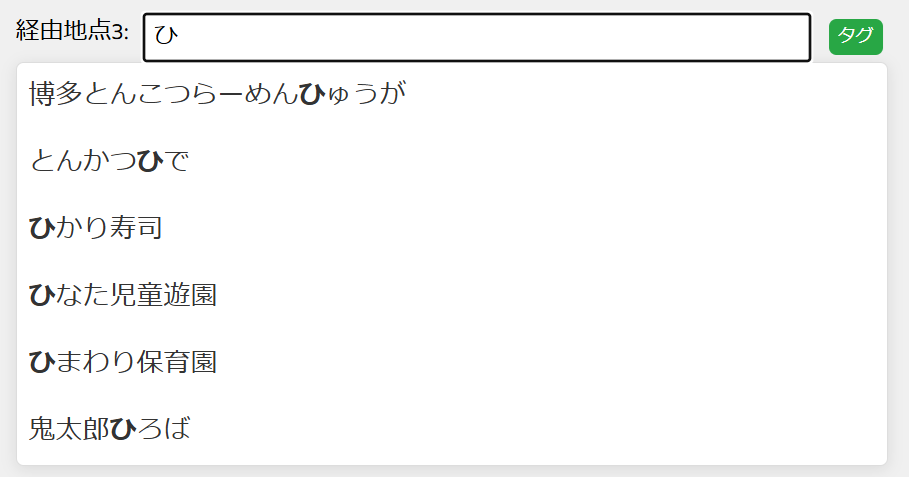 経由地点3: ひ タグ
博多とんこつらーめんひゅうが
とんかつひで
ひかり寿司
ひなた児童遊園
ひまわり保育園
鬼太郎ひろば